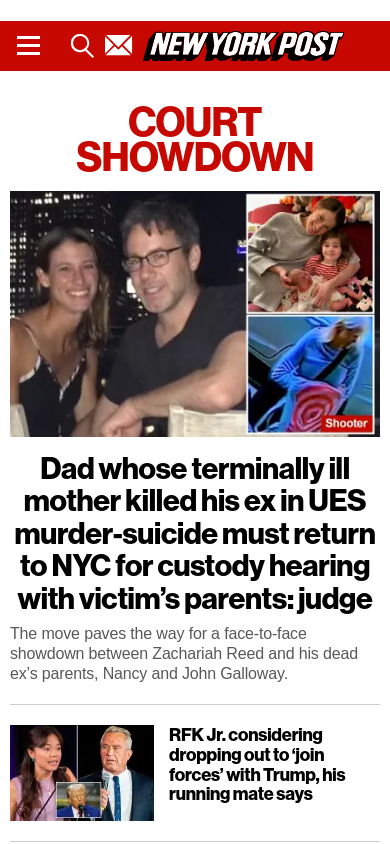 NEW YORK POST
COURT
SHOWDOWN
Shooter
Dad whose terminally ill
mother killed his ex in UES
murder-suicide must return
to NYC for custody hearing
with victim’s parents: judge
The move paves the way for a face-to-face
showdown between Zachariah Reed and his dead
ex’s parents, Nancy and John Galloway.
RFK Jr. considering
dropping out to ‘join
forces’ with Trump, his
running mate says